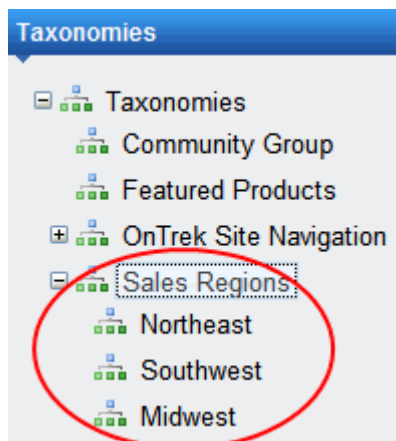 Taxonomies
Taxonomies
Community Group
Featured Products
OnTrek Site Navigation
Sales Regions
Northeast
Southwest
Midwest